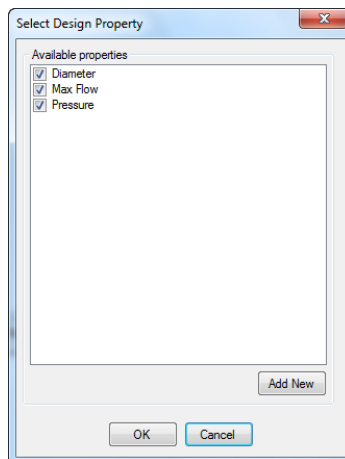 Select Design Property
Available properties
Diameter
Max Flow
Pressure
Add New
OK
Cancel